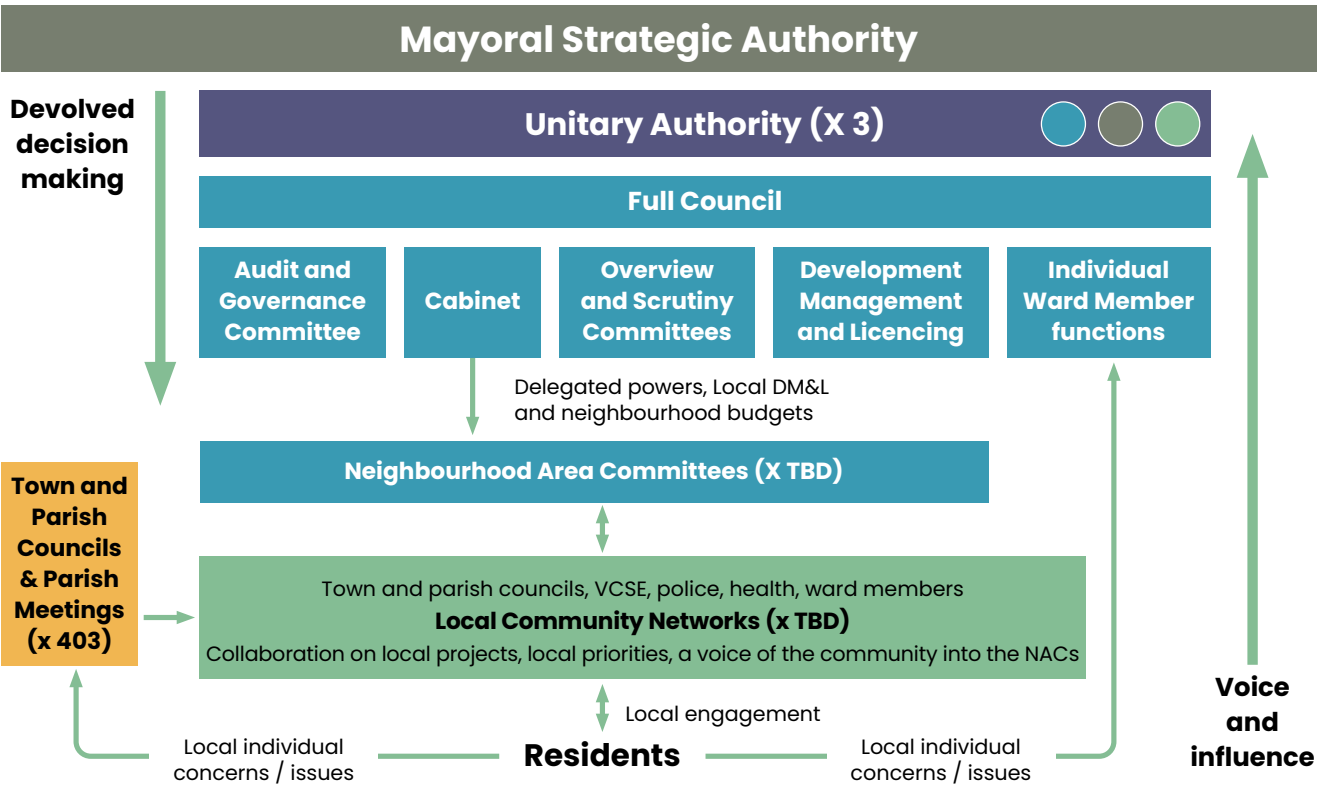 Mayoral Strategic Authority
Devolved
decision
making
Unitary Authority (X 3)
Full Council
Audit and
Governance
Committee
Cabinet
Overview
and Scrutiny
Committees
Development
Management
and Licencing
Individual
Ward Member
functions
Delegated powers, Local DM&L
and neighbourhood budgets
Neighbourhood Area Committees (X TBD)
Town and
Parish
Councils
& Parish
Meetings
(x 403)
Town and parish councils, VCSE, police, health, ward members
Local Community Networks (x TBD)
Collaboration on local projects, local priorities, a voice of the community into the NACs
Local engagement
Local individual
concerns / issues
Residents
Local individual
concerns / issues
Voice
and
influence